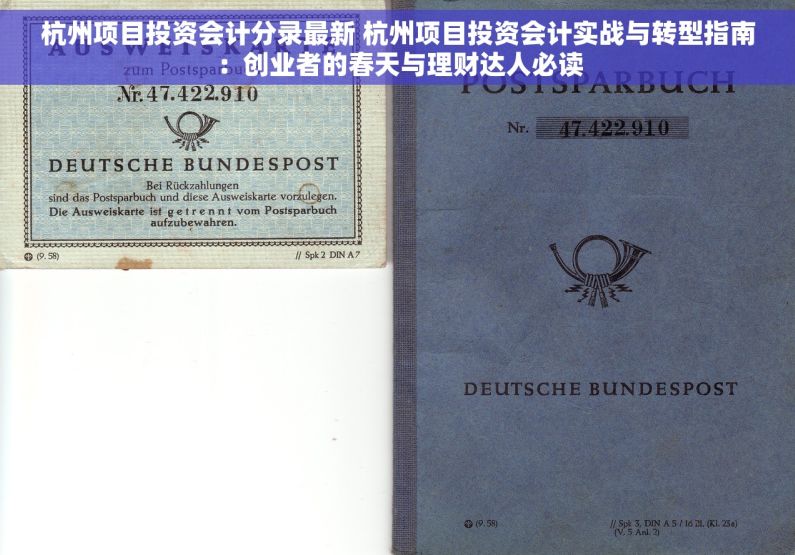 杭州项目投资会计分录最新 杭州项目投资会计实战与转型指南
：创业者的春天与理财达人必读
AUSWEISKARTE
zum Postsparbu
Nr. 47.422.910
DEUTSCHE BUNDESPOST
Bei Rückzahlungen
sind das Postsparbuch und diese Ausweiskarte vorzulegen.
Die Ausweiskarte ist getrennt vom Postsparbuch
aufzubewahren.
(9. 58)
// Spk 2 DIN A 7
POSTSPARBUCH
Nr. 47.422.910
DEUTSCHE BUNDESPOST
(9. 58)
// Spk 3, DIN A 5 / 16 Bl. (Kl. 25a)
(V. 5 Anl. 2)